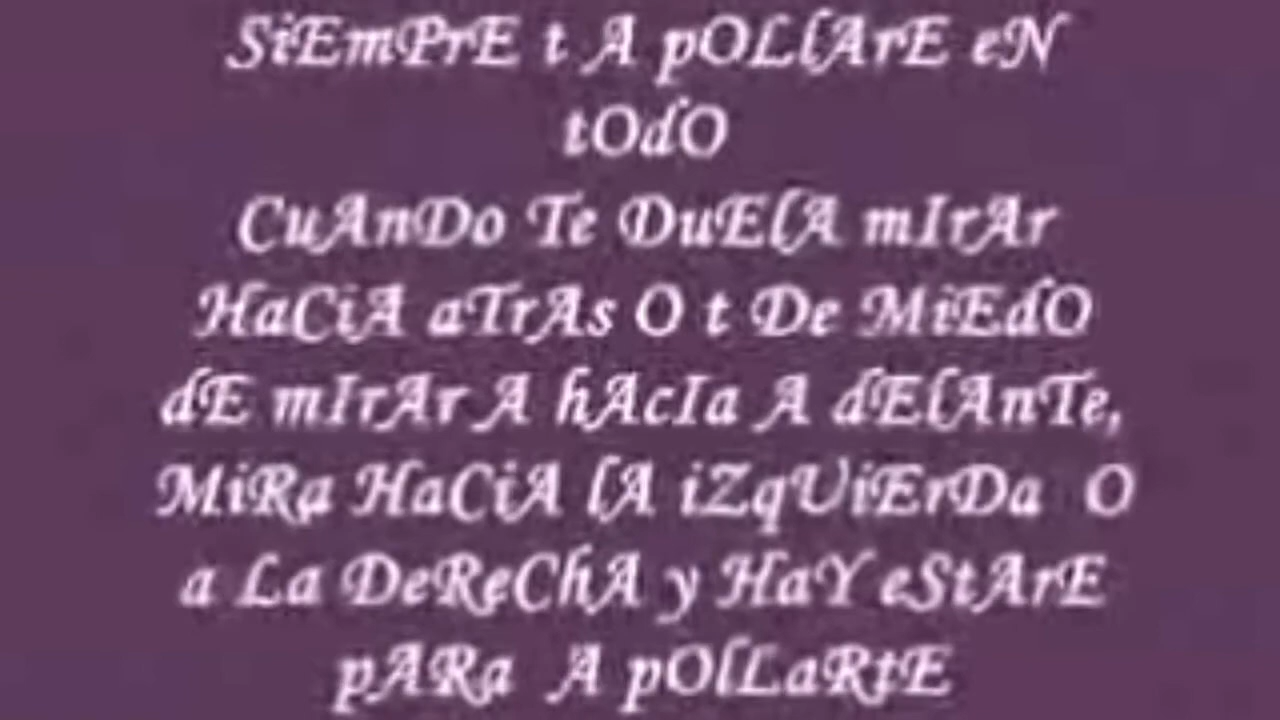 SiEmPrE t A pOLlArE eN
tOdO
CuAnDo Te DuElA mIrAr
HaCiA aTrAs O t De MiEdO
dE mIrAr A hAcIa A dElAnTe,
MiRa HaCiA lA iZqUiErDa O
a La DeReChA y HaY eStArE
pARa A pOlLaRtE